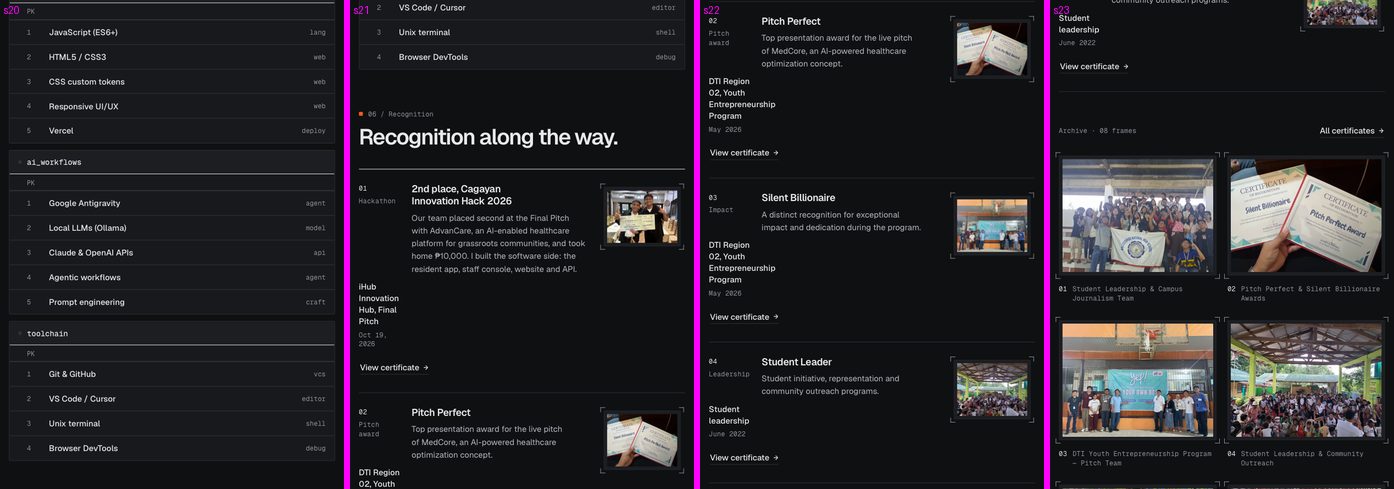 s20
PK
1 JavaScript (ES6+) lang
2 HTML5 / CSS3 web
3 CSS custom tokens web
4 Responsive UI/UX web
5 Vercel deploy
ai_workflows
PK
1 Google Antigravity agent
2 Local LLMs (Ollama) model
3 Claude & OpenAI APIs api
4 Agentic workflows agent
5 Prompt engineering craft
toolchain
PK
1 Git & GitHub vcs
2 VS Code / Cursor editor
3 Unix terminal shell
4 Browser DevTools debug
s21
2 VS Code / Cursor editor
3 Unix terminal shell
4 Browser DevTools debug
06 / Recognition
Recognition along the way.
01
Hackathon
2nd place, Cagayan
Innovation Hack 2026
Our team placed second at the Final Pitch
with AdvanCare, an AI-enabled healthcare
platform for grassroots communities, and took
home ₱10,000. I built the software side: the
resident app, staff console, website and API.
iHub
Innovation
Hub, Final
Pitch
Oct 19,
2026
View certificate →
02
Pitch
award
Pitch Perfect
Top presentation award for the live pitch
of MedCore, an AI-powered healthcare
optimization concept.
DTI Region
02, Youth
s22
02
Pitch
award
Pitch Perfect
Top presentation award for the live pitch
of MedCore, an AI-powered healthcare
optimization concept.
DTI Region
02, Youth
Entrepreneurship
Program
May 2026
View certificate →
03
Impact
Silent Billionaire
A distinct recognition for exceptional
impact and dedication during the program.
DTI Region
02, Youth
Entrepreneurship
Program
May 2026
View certificate →
04
Leadership
Student Leader
Student initiative, representation and
community outreach programs.
Student
leadership
June 2022
View certificate →
s23
community outreach programs.
Student
leadership
June 2022
View certificate →
Archive · 08 frames
All certificates →
CERTIFICATE
Silent Billionaire
CERTIFICATE
Pitch Perfect Award
01 Student Leadership & Campus
Journalism Team
02 Pitch Perfect & Silent Billionaire
Awards
03 DTI Youth Entrepreneurship Program
— Pitch Team
04 Student Leadership & Community
Outreach